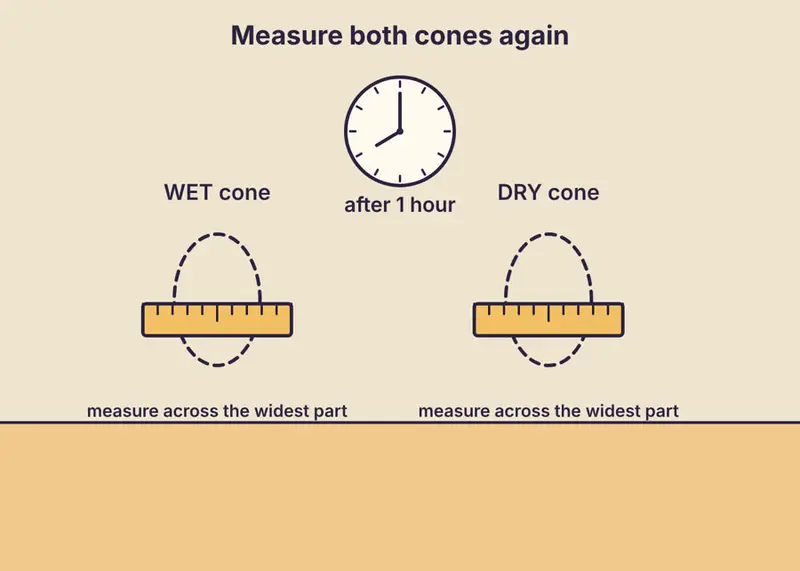 Measure both cones again
WET cone
DRY cone
after 1 hour
measure across the widest part
measure across the widest part